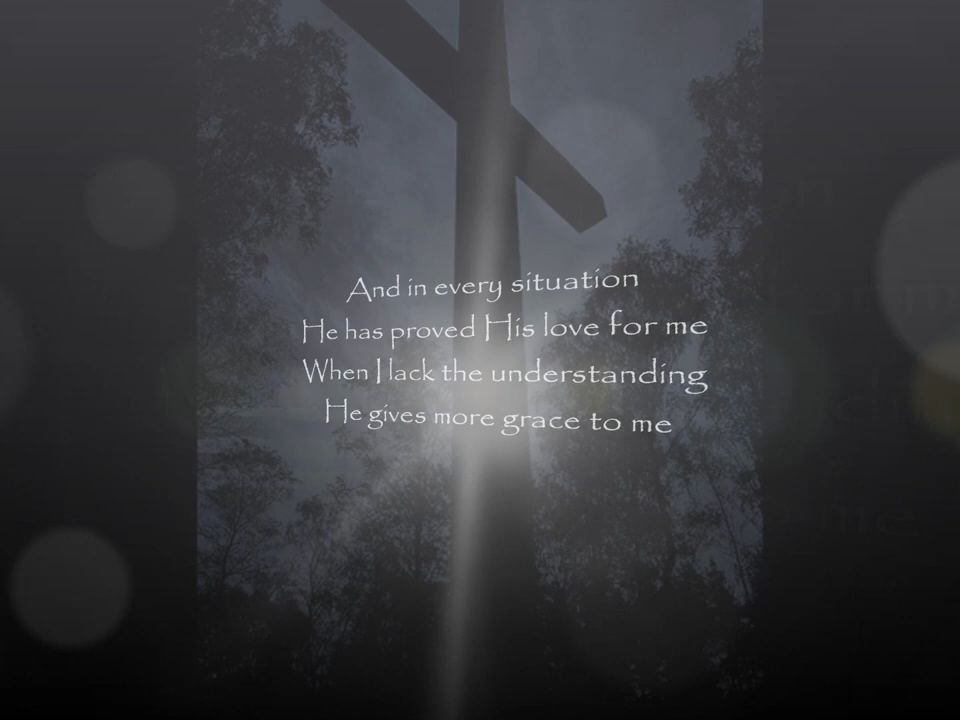 And in every situation
He has proved His love for me
When I lack the understanding
He gives more grace to me